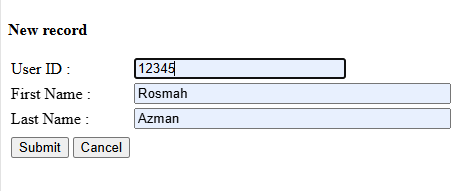 New record
User ID : 12345
First Name : Rosmah
Last Name : Azman
Submit Cancel